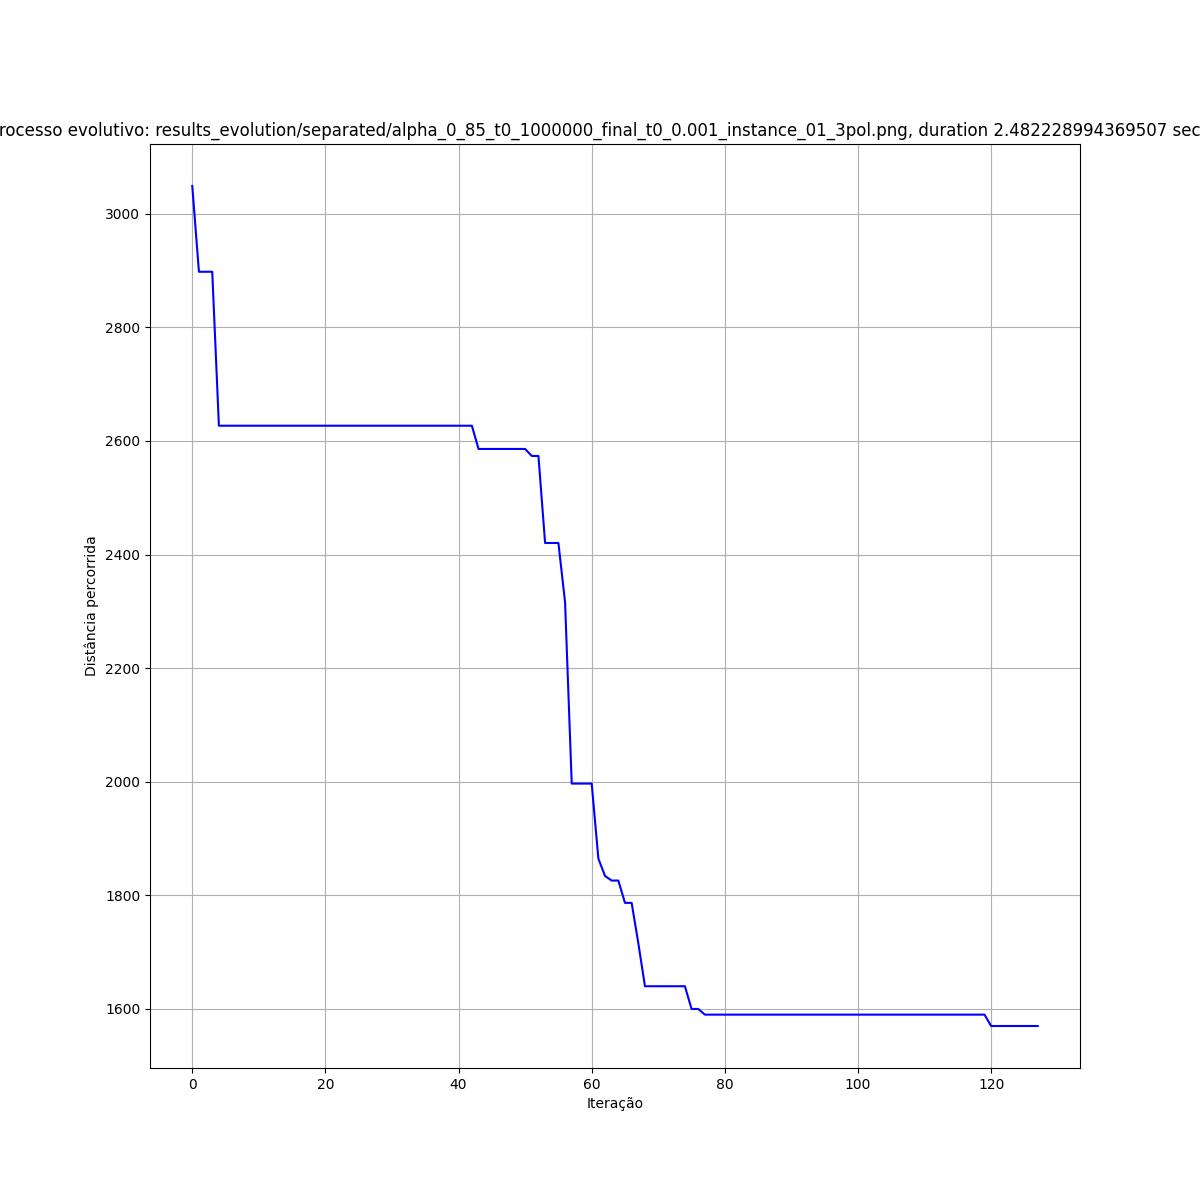 rocesso evolutivo: results_evolution/separated/alpha_0_85_t0_1000000_final_t0_0.001_instance_01_3pol.png, duration 2.482228994369507 sec
3000
2800
2600
2400
2200
2000
1800
1600
Distância percorrida
0 20 40 60 80 100 120
Iteração